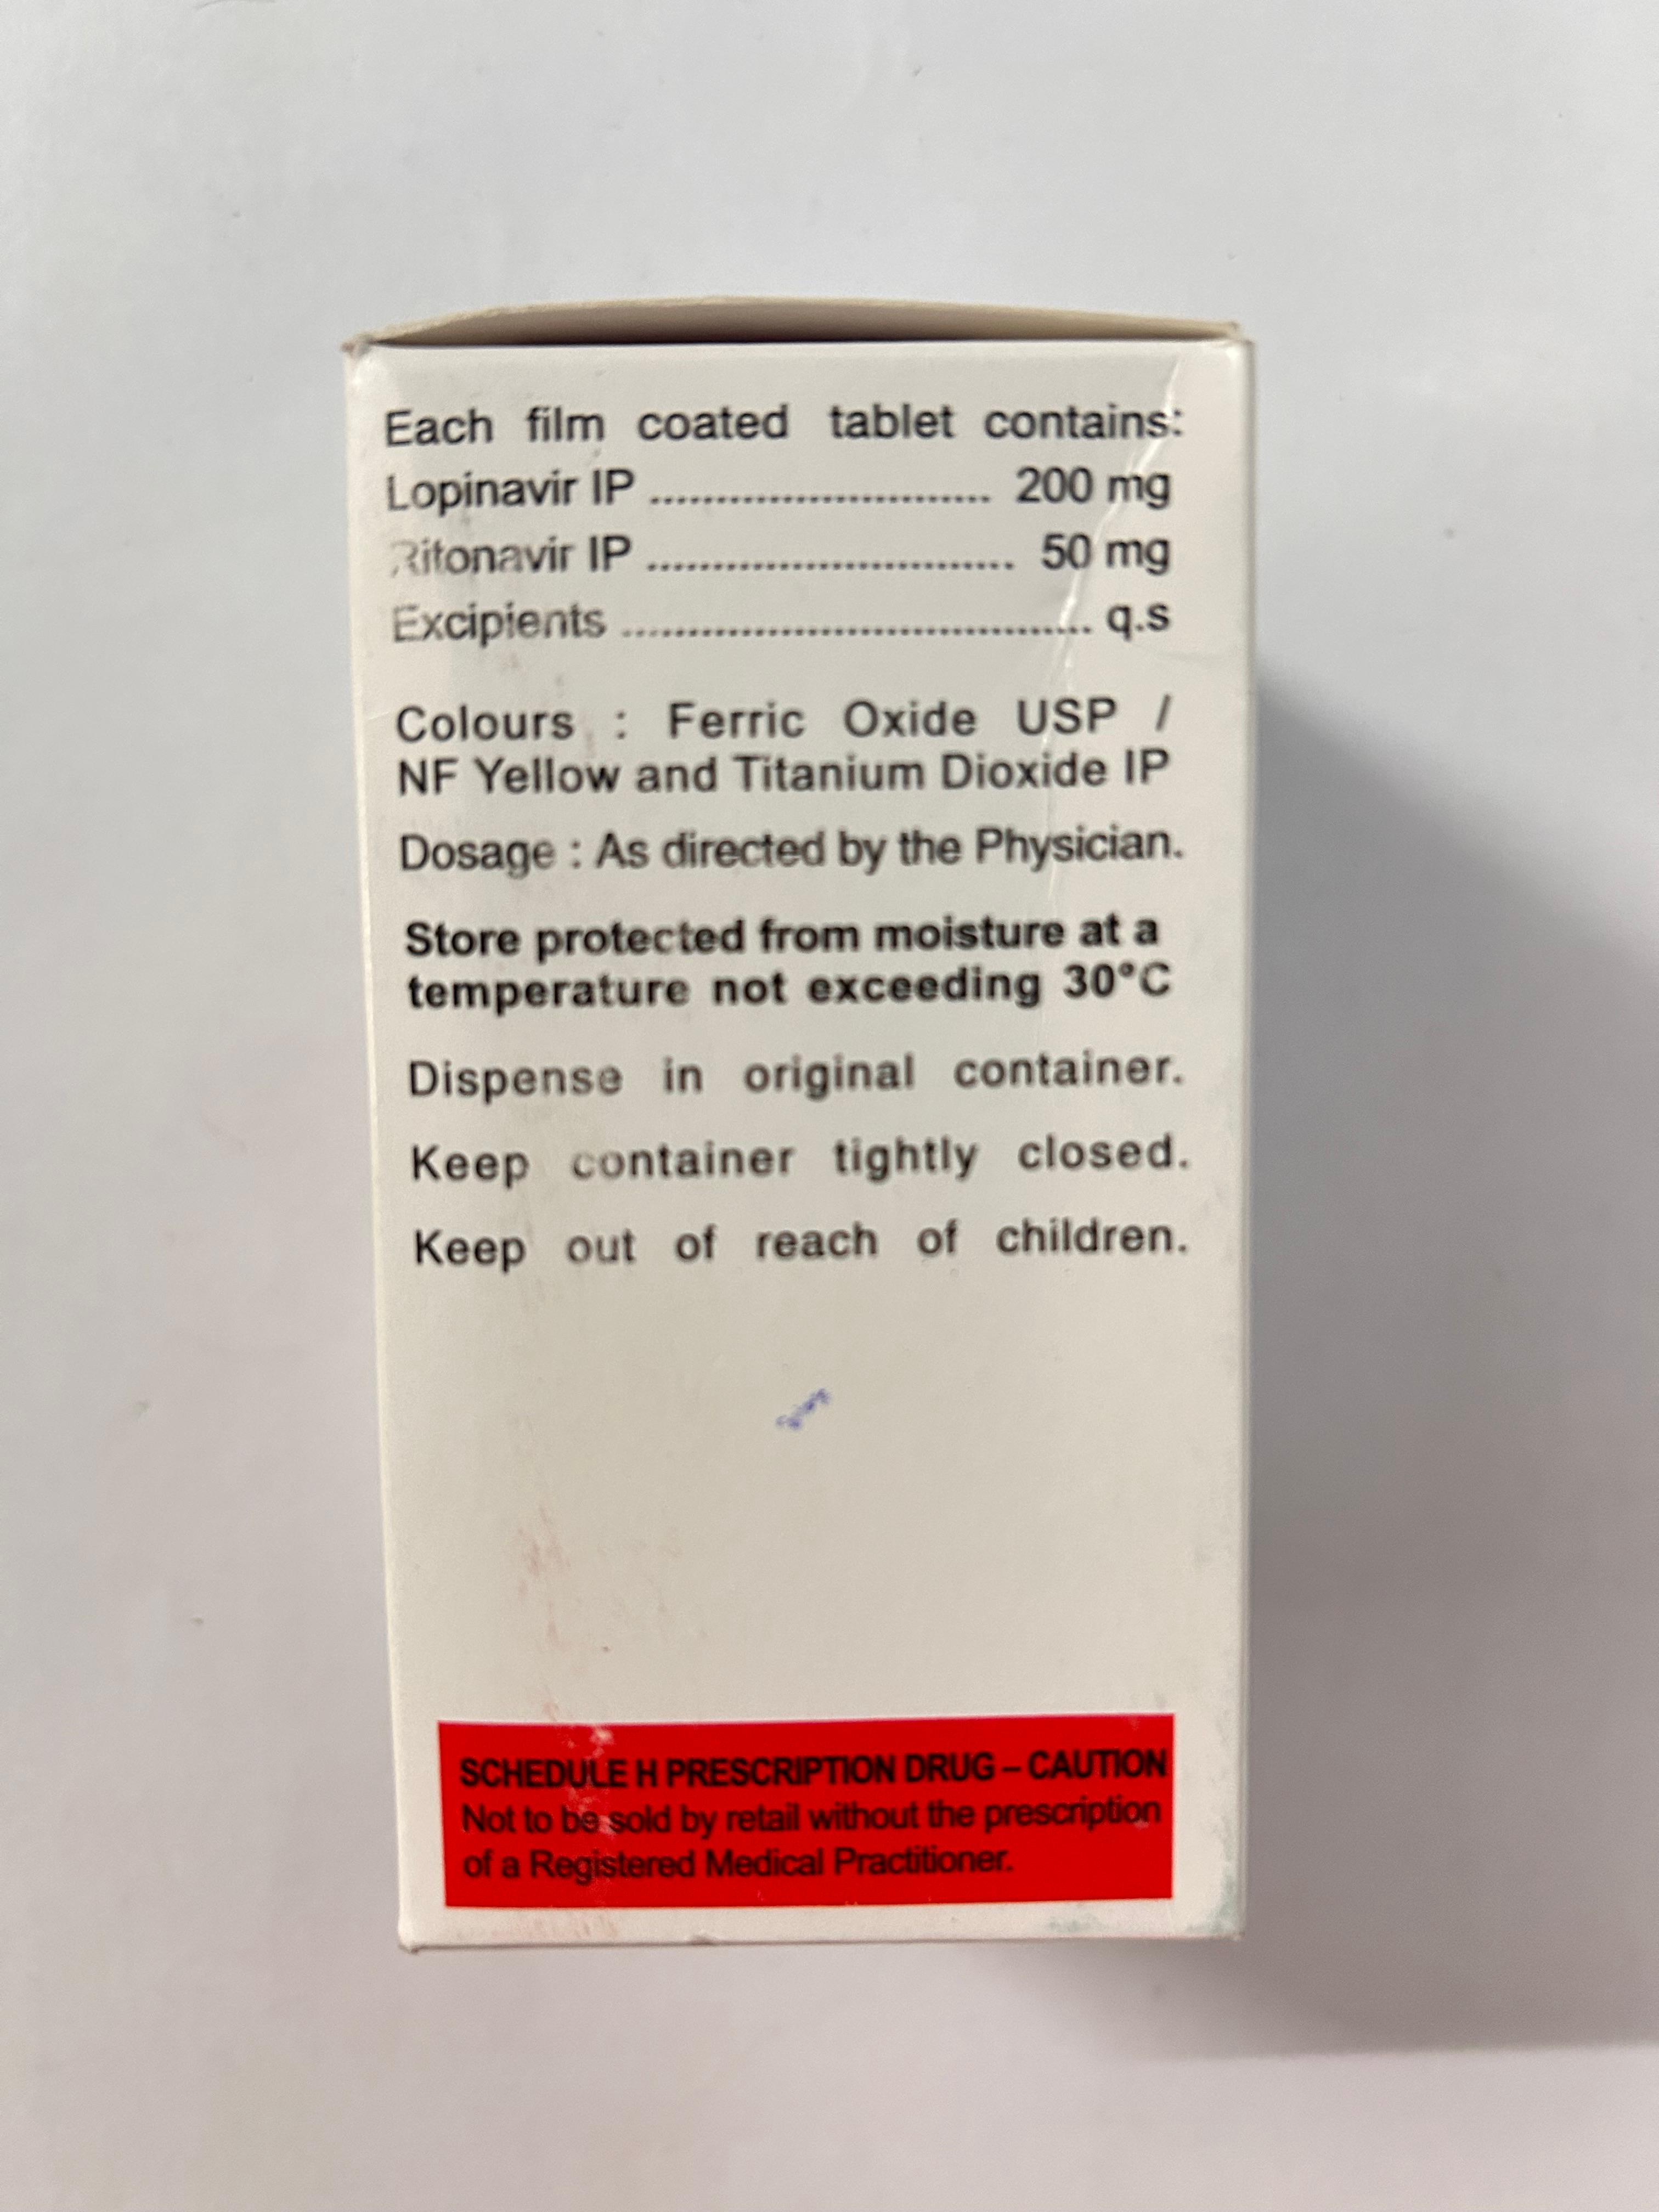 Each film coated tablet contains:
Lopinavir IP ............................ 200 mg
Ritonavir IP .............................. 50 mg
Excipients ...................................... q.s
Colours : Ferric Oxide USP /
NF Yellow and Titanium Dioxide IP
Dosage : As directed by the Physician.
Store protected from moisture at a
temperature not exceeding 30°C
Dispense in original container.
Keep container tightly closed.
Keep out of reach of children.
SCHEDULE H PRESCRIPTION DRUG – CAUTION
Not to be sold by retail without the prescription
of a Registered Medical Practitioner.